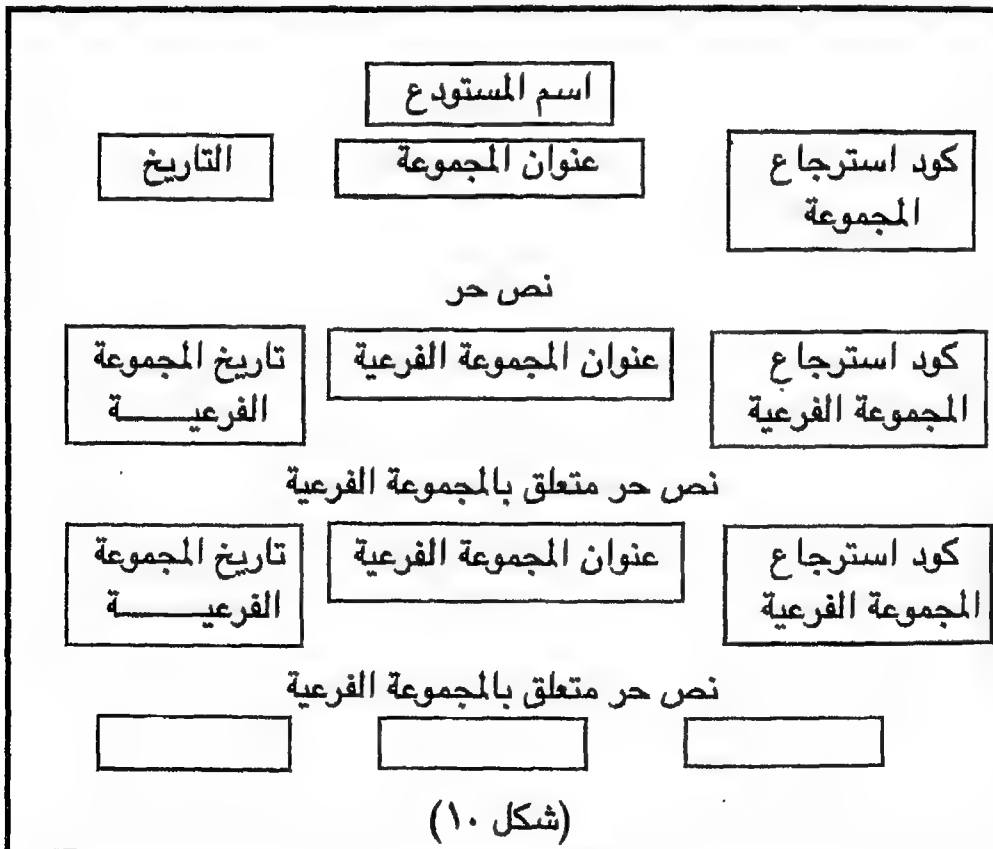 اسم المستودع
كود استرجاع المجموعة
عنوان المجموعة
التاريخ
نص حر
كود استرجاع المجموعة الفرعية
عنوان المجموعة الفرعية
تاريخ المجموعة الفرعيـــــة
نص حر متعلق بالمجموعة الفرعية
كود استرجاع المجموعة الفرعية
عنوان المجموعة الفرعية
تاريخ المجموعة الفرعيـــــة
نص حر متعلق بالمجموعة الفرعية
(شكل ١٠)